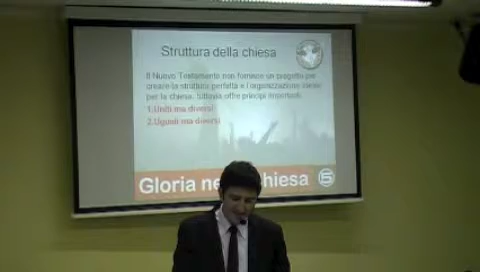 Struttura della chiesa
Il Nuovo Testamento non fornisce un progetto per
creare la struttura perfetta e l'organizzazione ideale
per la chiesa, tuttavia offre principi importanti:
1.Uniti ma diversi
2.Uguali ma diversi
Gloria ne chiesa